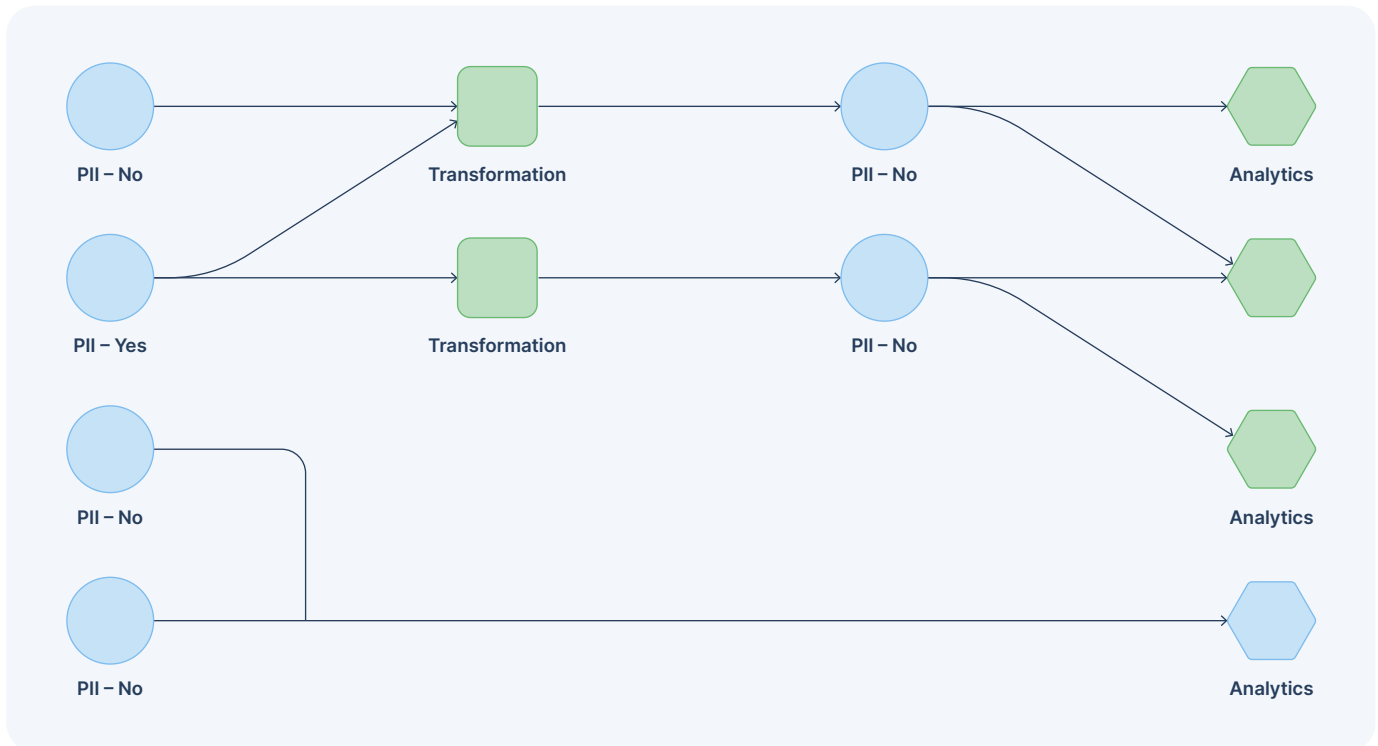 PII – No
Transformation
PII – No
Analytics
PII – Yes
Transformation
PII – No
PII – No
Analytics
PII – No
Analytics